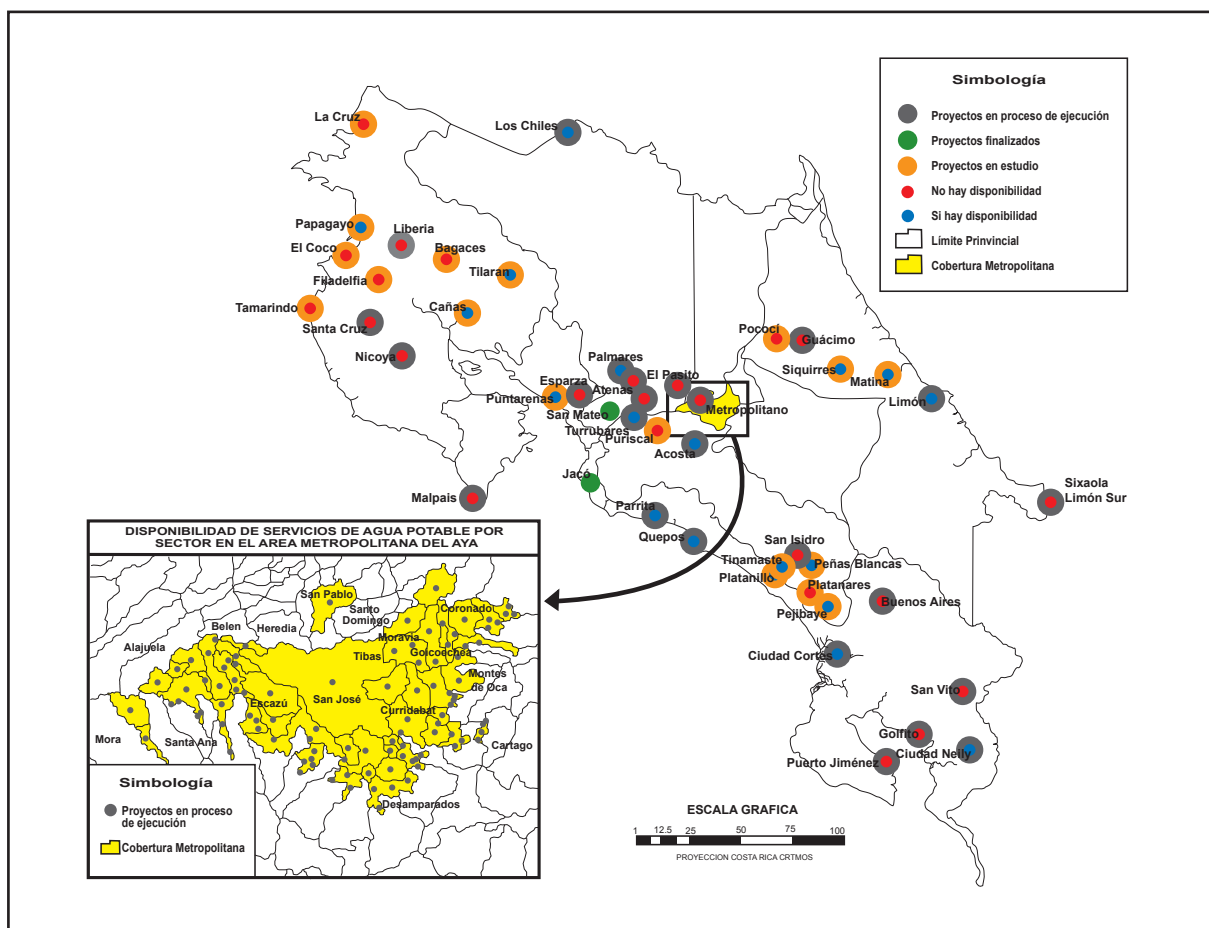 Simbología
Proyectos en proceso de ejecución
Proyectos finalizados
Proyectos en estudio
No hay disponibilidad
Si hay disponibilidad
Límite Prinvincial
Cobertura Metropolitana
La Cruz
Los Chiles
Papagayo
Liberia
El Coco
Bagaces
Filadelfia
Tilaran
Tamarindo
Cañas
Santa Cruz
Nicoya
Pococí
Guácimo
Palmares
El Pasito
Siquirres
Matina
Esparza
Atenas
Puntarenas
Limón
San Mateo
Metropolitano
Turrubares
Puriscal
Acosta
Jacó
Malpais
Parrita
Sixaola
Limón Sur
Quepos
San Isidro
Tinamaste
Peñas Blancas
Platanillo
Platanares
Pejibaye
Buenos Aires
Ciudad Cortés
San Vito
Golfito
Ciudad Neily
Puerto Jiménez
DISPONIBILIDAD DE SERVICIOS DE AGUA POTABLE POR
SECTOR EN EL AREA METROPOLITANA DEL AYA
San Pablo
Santo
Domingo
Coronado
Belen
Heredia
Moravia
Alajuela
Tibas
Goicoechea
Montes
de Oca
Escazú
San José
Curridabat
Mora
Santa Ana
Cartago
Desamparados
Simbología
Proyectos en proceso
de ejecución
Cobertura Metropolitana
ESCALA GRAFICA
1 12.5 25 50 75 100
PROYECCION COSTA RICA CRTMOS